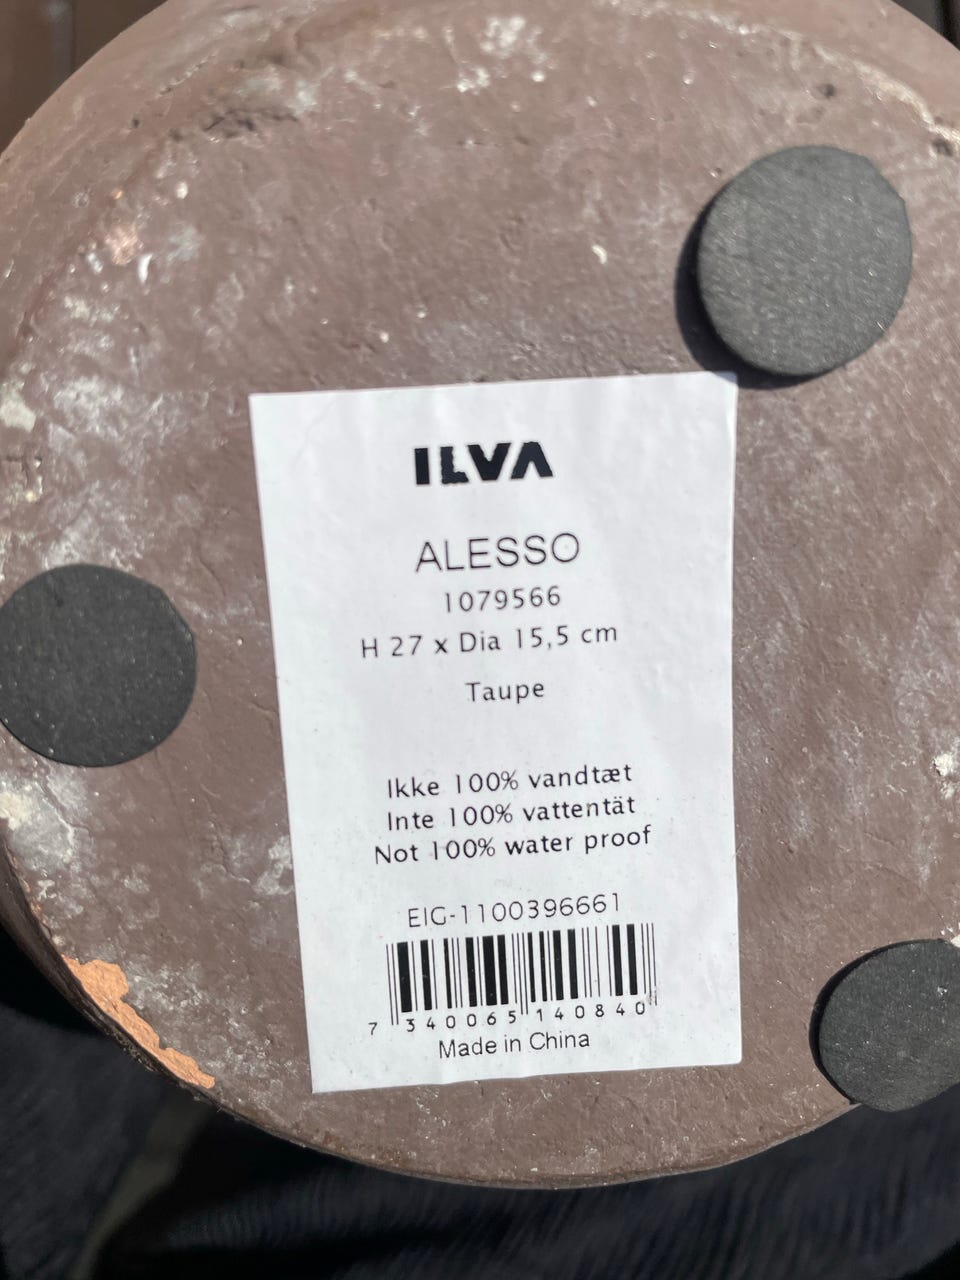 ILVA
ALESSO
1079566
H 27 x Dia 15,5 cm
Taupe
Ikke 100% vandtæt
Inte 100% vattentät
Not 100% water proof
EIG-1100396661
7 340065 140840
Made in China